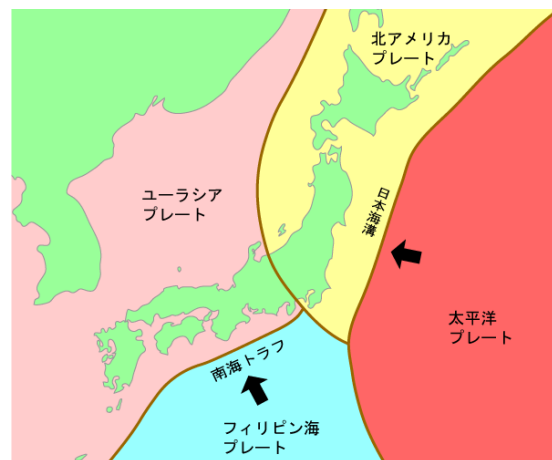 北アメリカ
プレート
ユーラシア
プレート
日本海溝
太平洋
プレート
南海トラフ
フィリピン海
プレート